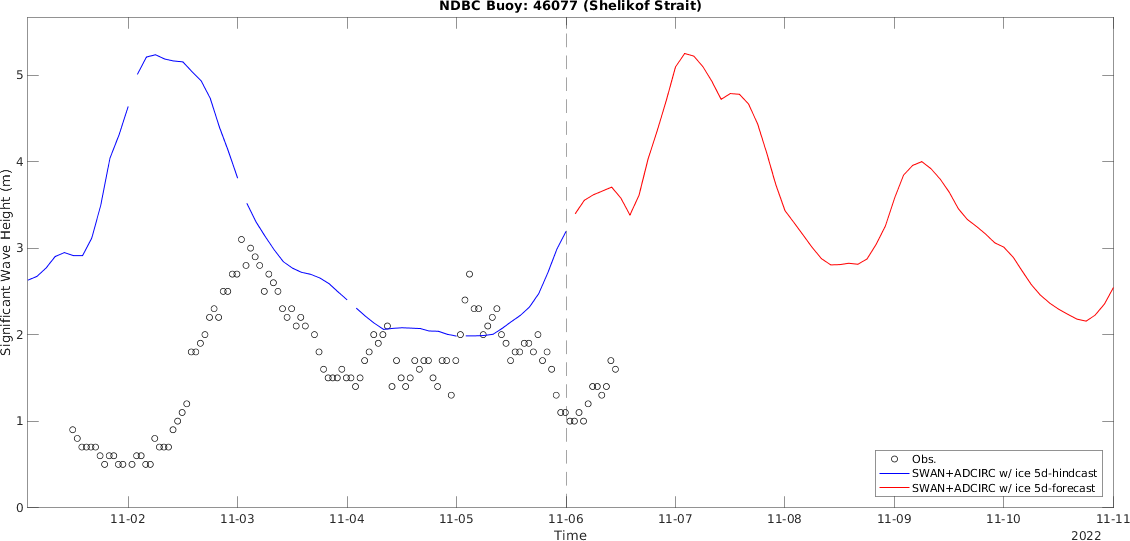 NDBC Buoy: 46077 (Shelikof Strait)
Significant Wave Height (m)
5
4
3
2
1
0
Obs.
SWAN+ADCIRC w/ ice 5d-hindcast
SWAN+ADCIRC w/ ice 5d-forecast
11-02 11-03 11-04 11-05 11-06 11-07 11-08 11-09 11-10 11-11
Time
2022